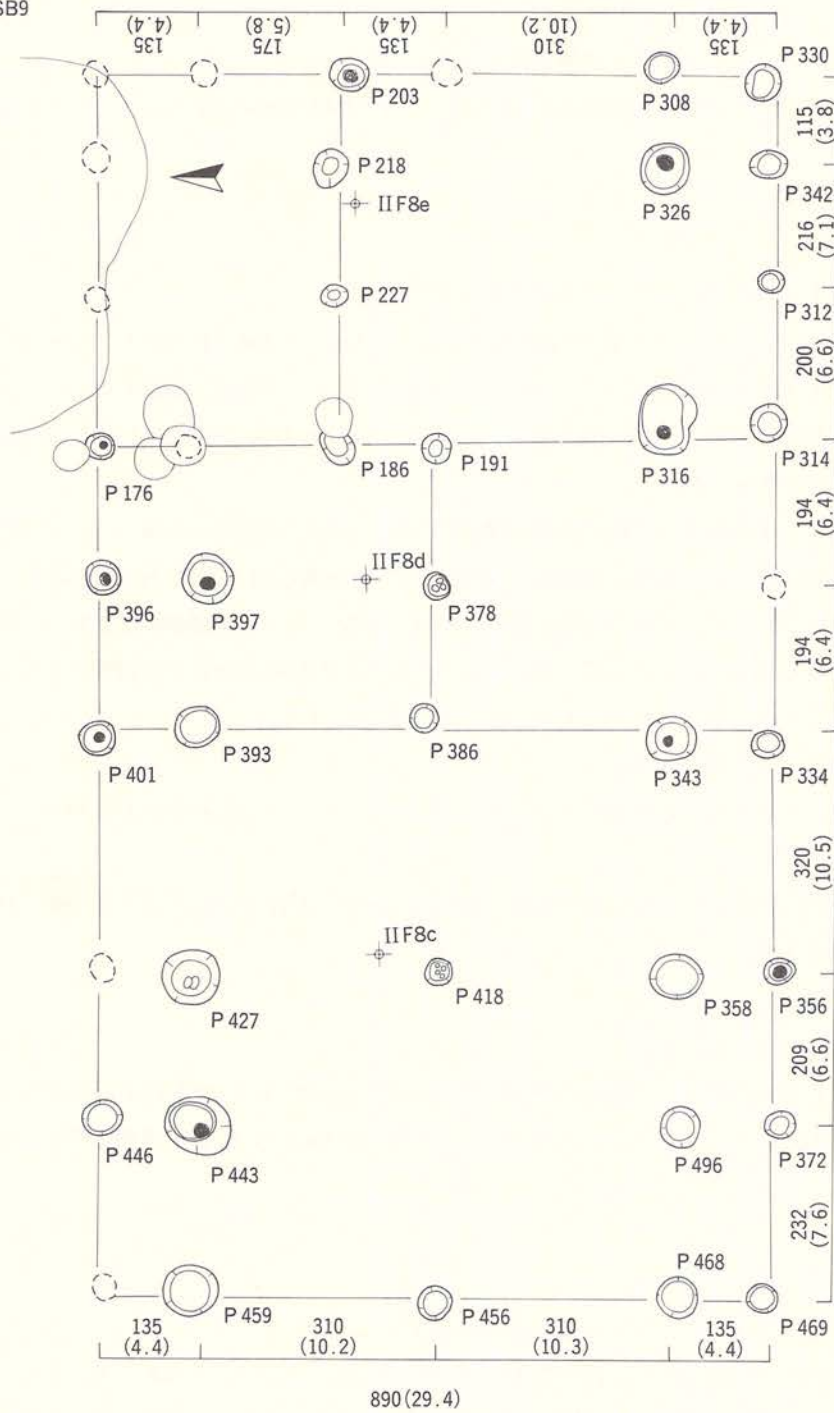 SB9
135
(4.4)
175
(5.8)
135
(4.4)
310
(10.2)
135
(4.4)
P 330
P 203
P 308
115
(3.8)
P 218
P 326
P 342
II F8e
216
(7.1)
P 227
P 312
200
(6.6)
P 176
P 186
P 191
P 316
P 314
194
(6.4)
II F8d
P 396
P 397
P 378
194
(6.4)
P 401
P 393
P 386
P 343
P 334
320
(10.5)
II F8c
P 427
P 418
P 358
P 356
209
(6.6)
P 446
P 443
P 496
P 372
232
(7.6)
P 468
P 459
P 456
P 469
135
(4.4)
310
(10.2)
310
(10.3)
135
(4.4)
890(29.4)